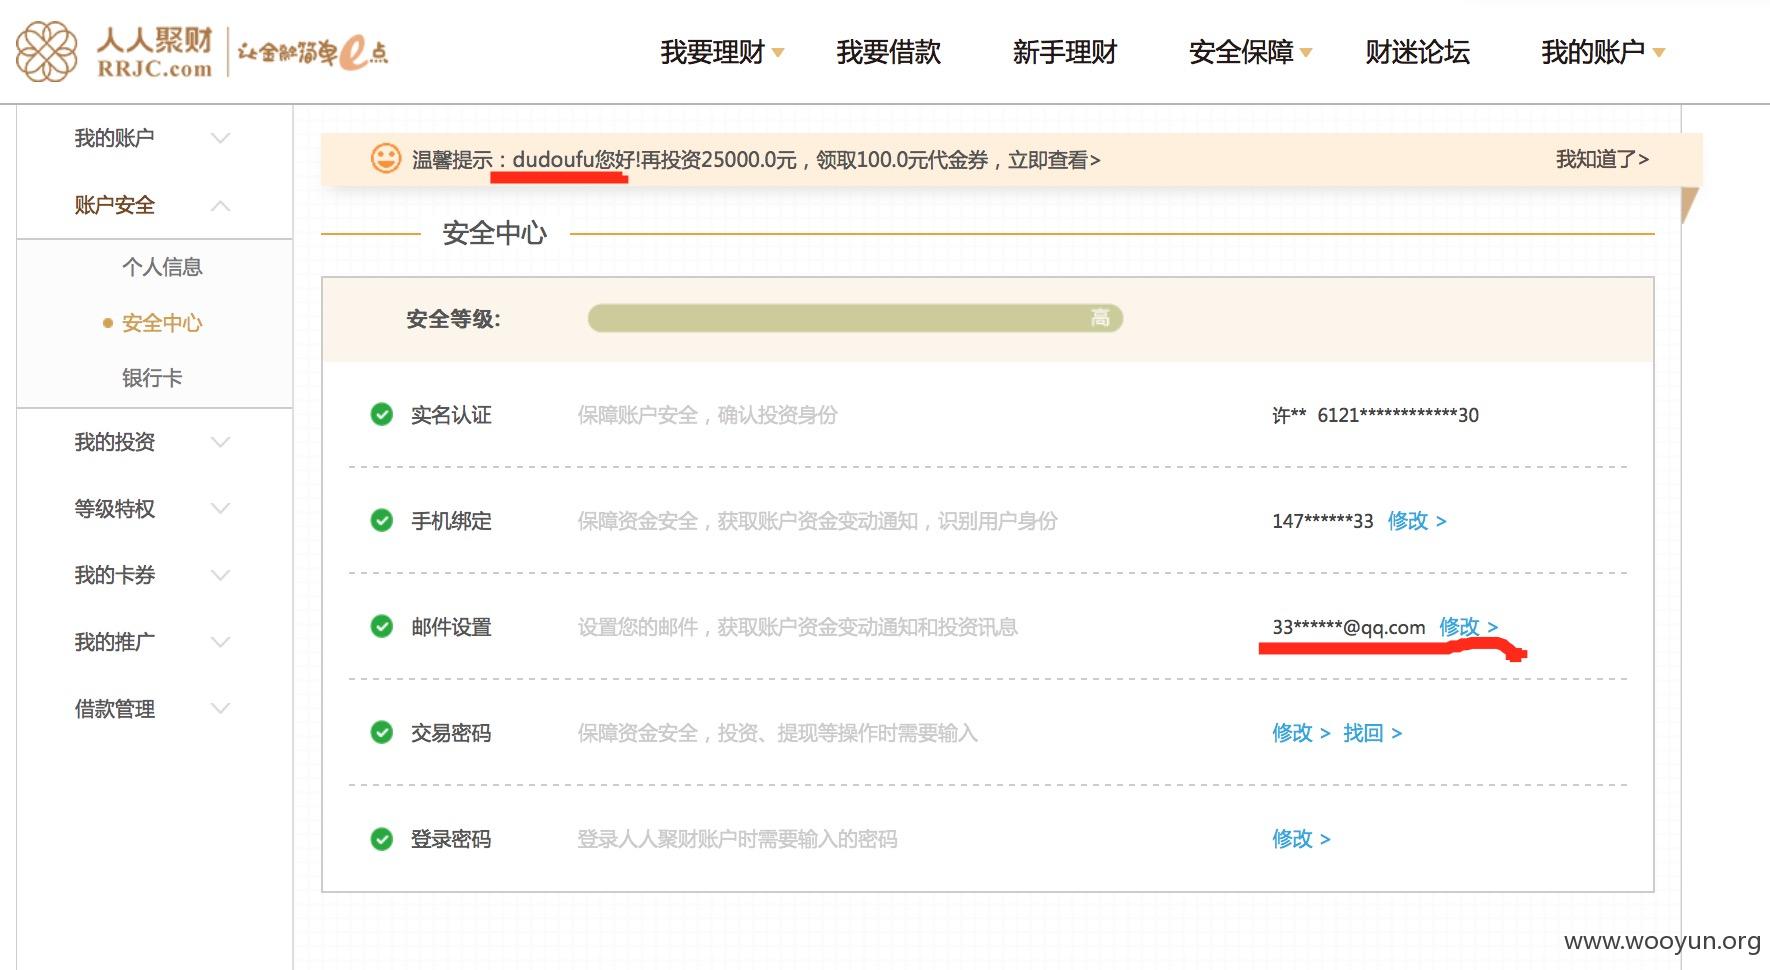 人人聚财
RRJC.com
让金融简单e点
我要理财 我要借款 新手理财 安全保障 财迷论坛 我的账户
我的账户
账户安全
个人信息
安全中心
银行卡
我的投资
等级特权
我的卡券
我的推广
借款管理
温馨提示：dudoufu您好!再投资25000.0元，领取100.0元代金券，立即查看> 我知道了>
安全中心
安全等级: 高
实名认证 保障账户安全，确认投资身份 许** 6121************30
手机绑定 保障资金安全，获取账户资金变动通知，识别用户身份 147******33 修改 >
邮件设置 设置您的邮件，获取账户资金变动通知和投资讯息 33******@qq.com 修改 >
交易密码 保障资金安全，投资、提现等操作时需要输入 修改 > 找回 >
登录密码 登录人人聚财账户时需要输入的密码 修改 >
www.wooyun.org